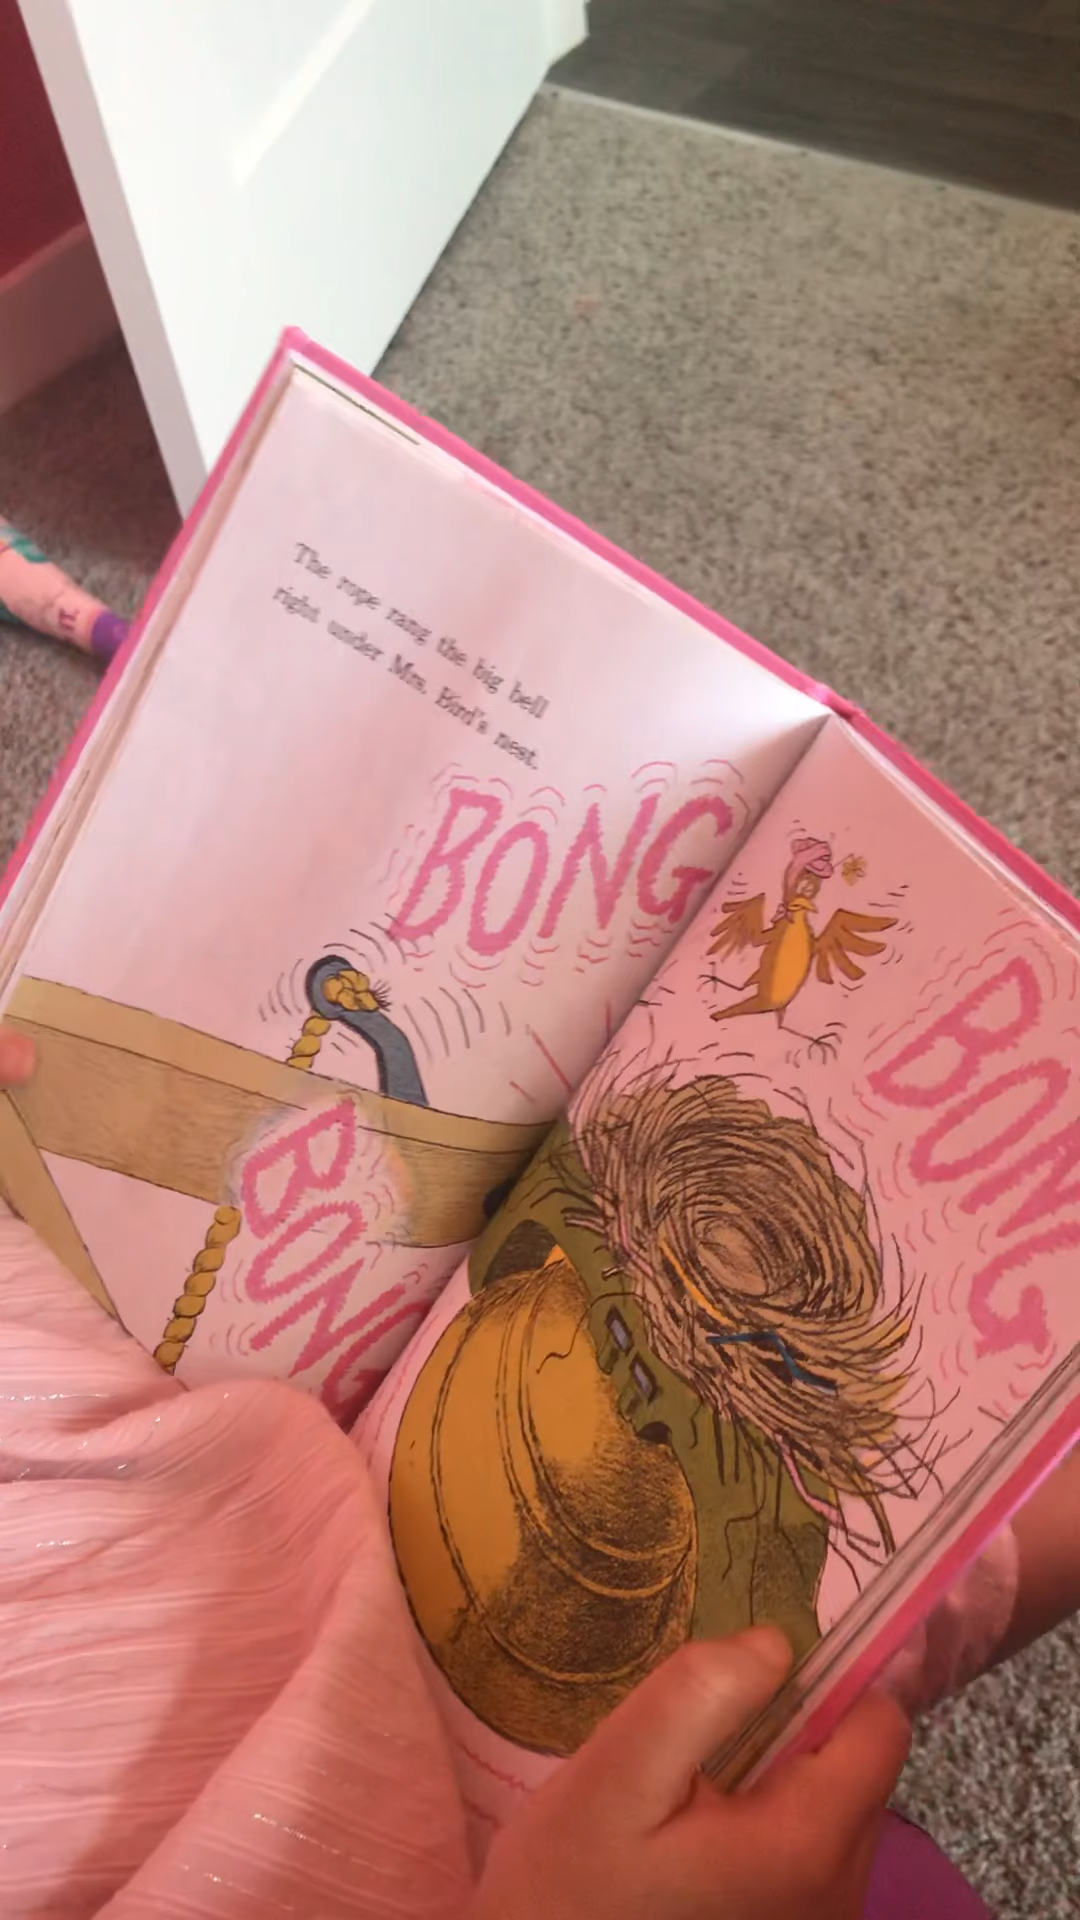 The rope rang the big bell
right under Mrs. Bird's nest.
BONG
BONG
BONG